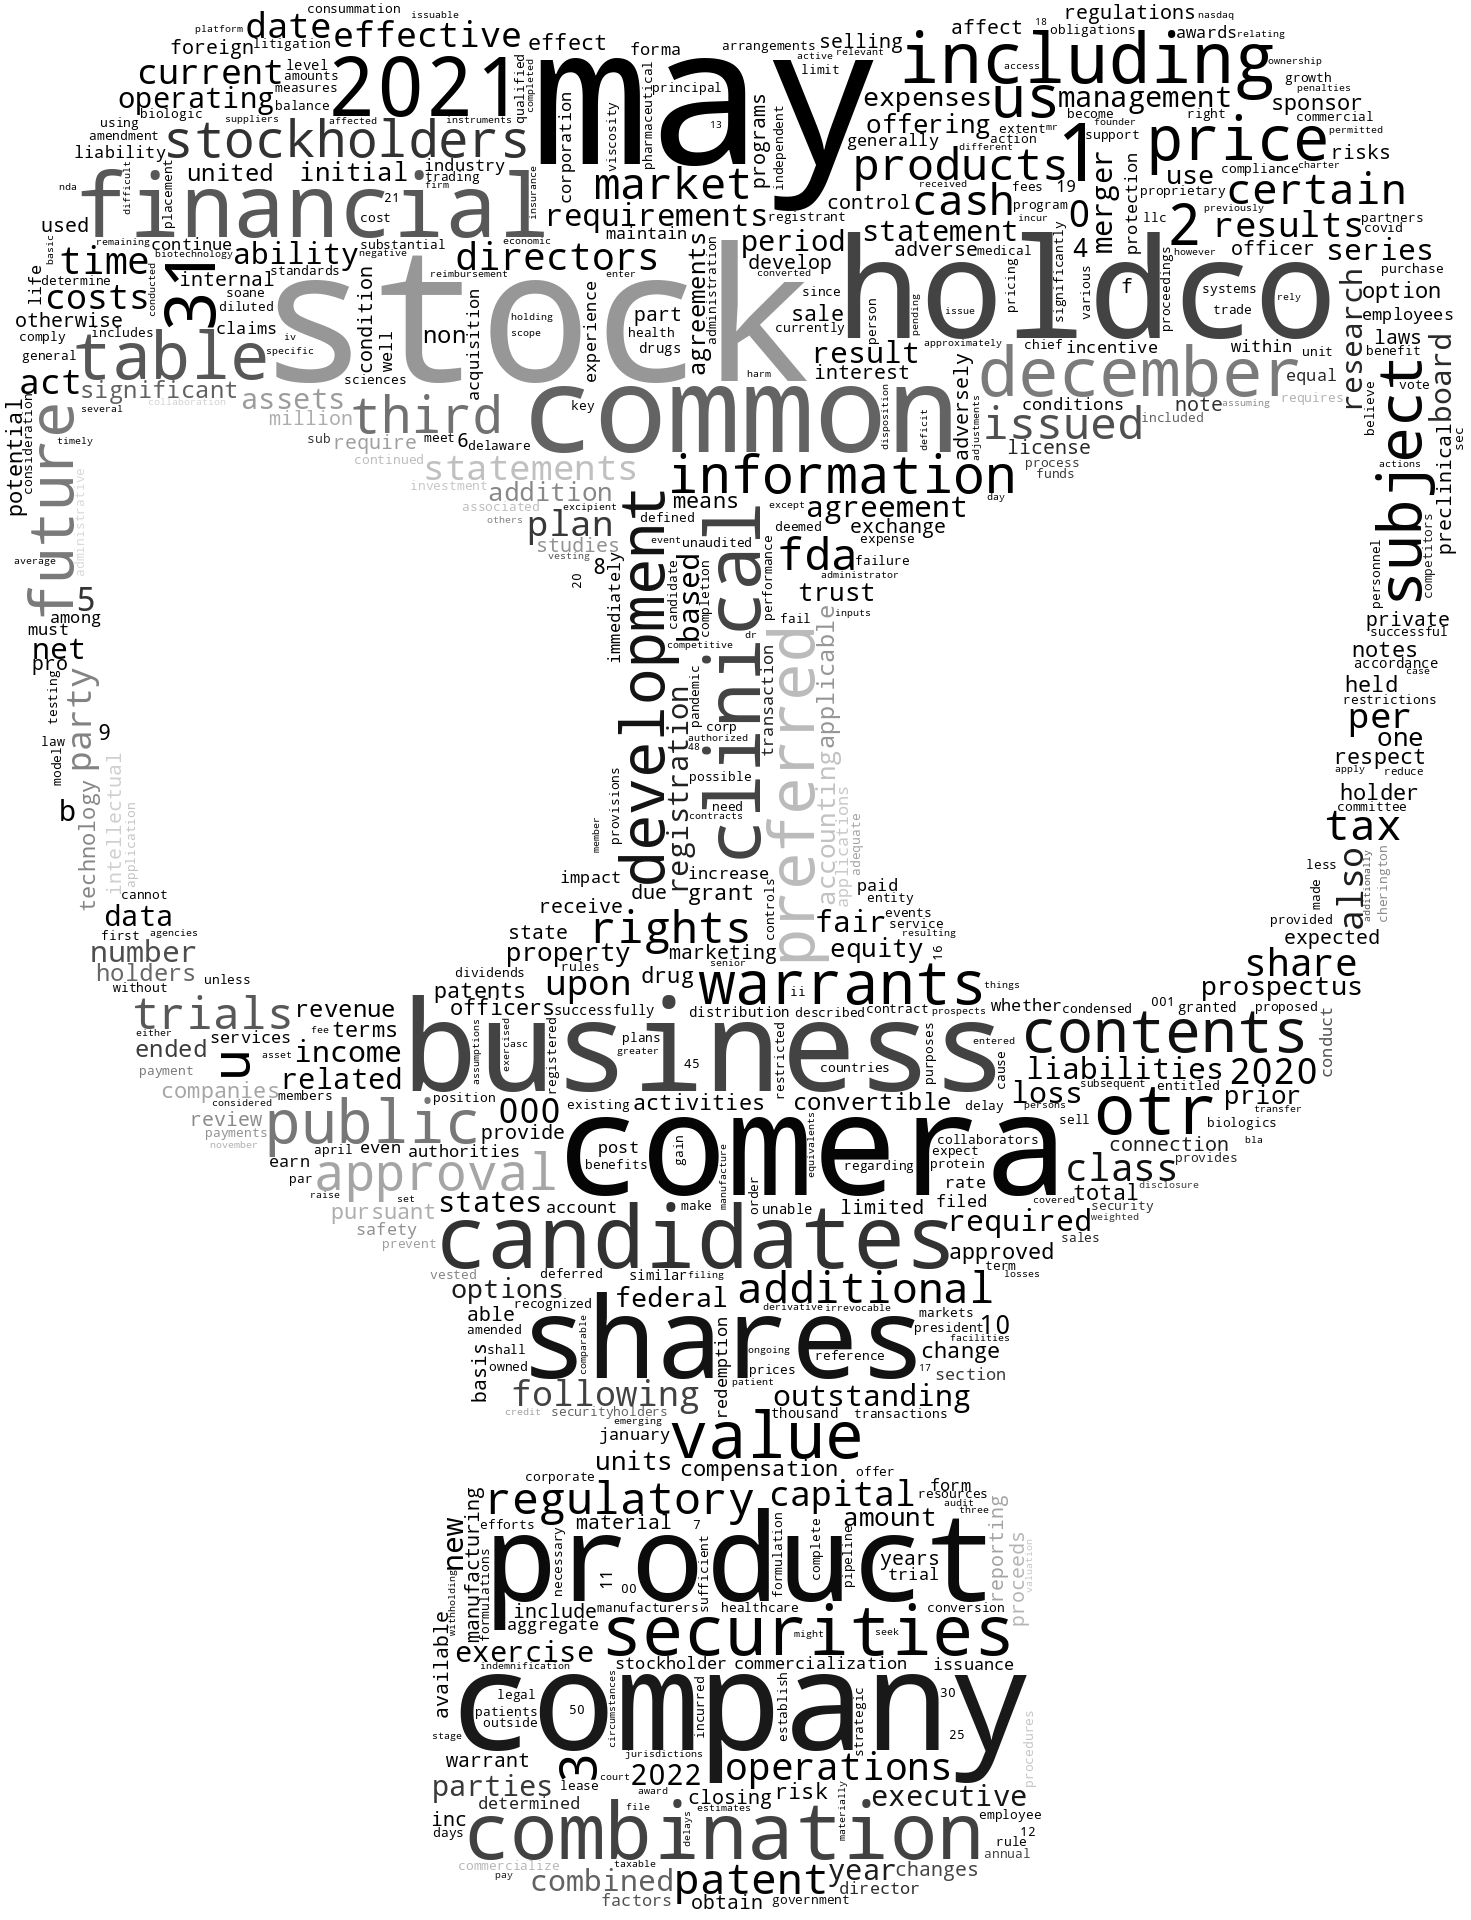 consummation issuable
platform date effective effect forma arrangements selling affect 18 regulations nasdaq
foreign litigation active relevant obligations awards relating
current level 2021 may limit including access ownership
amounts measures qualified completed pharmaceutical principal expenses us management growth penalties
operating balance corporation viscosity programs offering become founder right sponsor
biologic using suppliers affected instruments 13 independent extent mr support commercial
amendment stockholders generally action different 1 price permitted
liability industry market products merger risks
united initial trading received fees 19 use compliance charter
nda difficult placement financial 21 firm insurance requirements control cash program proprietary certain
used cost registrant incur 0 protection llc 2 previously partners
basic remaining continue ability substantial economic maintain period statement 4 results covid
time biotechnology negative directors agreements administration develop adverse medical however officer series
life determine conducted 31 internal standards reimbursement enter converted holdco pricing significantly various f proceedings systems purchase
costs soane stock holding experience part since person pending issue trade rely research option
otherwise diluted condition non scope health sale currently employees
comply includes claims iv well acquisition drugs result approximately chief incentive within unit laws
general table specific sciences harm interest adversely december equal benefit board
act significant assets key disposition deficit conditions assuming requires vote
potential consideration several collaboration million third common adjustments issued note included believe subject
future timely sub require meet 6 delaware license preclinical sec
continued statements information process actions
administrative investment addition means except day funds competitors
associated excipient plan defined agreement
others studies event unaudited deemed exchange
average vesting 8 development clinical fda expense failure personnel
20 immediately based candidate completion performance administrator
5 trust
among fail inputs private
must competitive dr preferred applicable successful
net notes
pro transaction accordance case
testing party registration pandemic held restrictions
9 corp per
law authorized 48 one
model technology intellectual possible respect
apply reduce
b application provisions need accounting applications holder
member contracts adequate committee
tax
less also additionally cherington
cannot impact increase paid made
data due grant entity
first agencies receive rights controls fair events provided
number state service resulting expected
holders unless property marketing equity 16
without dividends rules drug senior share
patents upon warrants ii things prospectus
trials revenue officers successfully distribution described contract prospects whether condensed 001 granted proposed
either fee terms business entered contents conduct
ended services asset assumptions exercised asc registered plans greater restricted purposes cause
payment u income 45 countries liabilities 2020
companies considered members related position loss subsequent entitled
review public 000 existing activities convertible delay persons otr prior transfer
payments provide sell biologics
november april even authorities comera collaborators connection bla
earn post gain expect provides
par approval benefits manufacture equivalents regarding protein class disclosure
raise set states account make order unable limited rate covered total
pursuant filed security weighted
safety candidates required sales
prevent approved
vested deferred similar filing term losses
options federal additional
recognized derivative irrevocable markets
able shares president 10
amended comparable facilities
shall redemption ongoing reference change
basis owned prices 17 section
following patient outstanding
credit securityholders thousand transactions
emerging value
january
units compensation offer
corporate form
regulatory capital resources audit
manufacturing material 7 amount three reporting
new efforts product proceeds
necessary formulation complete pipeline years valuation
formulations 11 00 sufficient trial
withholding include manufacturers healthcare conversion
available aggregate securities might seek
exercise
indemnification stockholder commercialization issuance
legal company 30
patients 50 circumstances incurred establish strategic
outside 25
stage procedures
warrant 3 jurisdictions operations
parties lease court 2022
award closing risk executive
determined file estimates employee
inc combination materially 12
days delays rule
annual
commercialize taxable year changes
pay combined patent director
factors obtain government